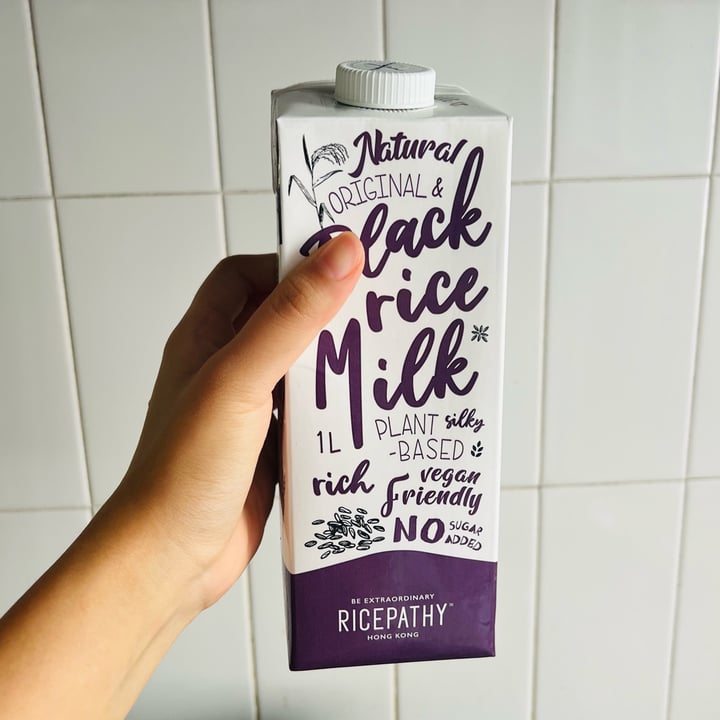 Natural
ORIGINAL &
Black
rice
Milk
1L
PLANT
-BASED
silky
rich
vegan
friendly
NO SUGAR ADDED
BE EXTRAORDINARY
RICEPATHY™
HONG KONG